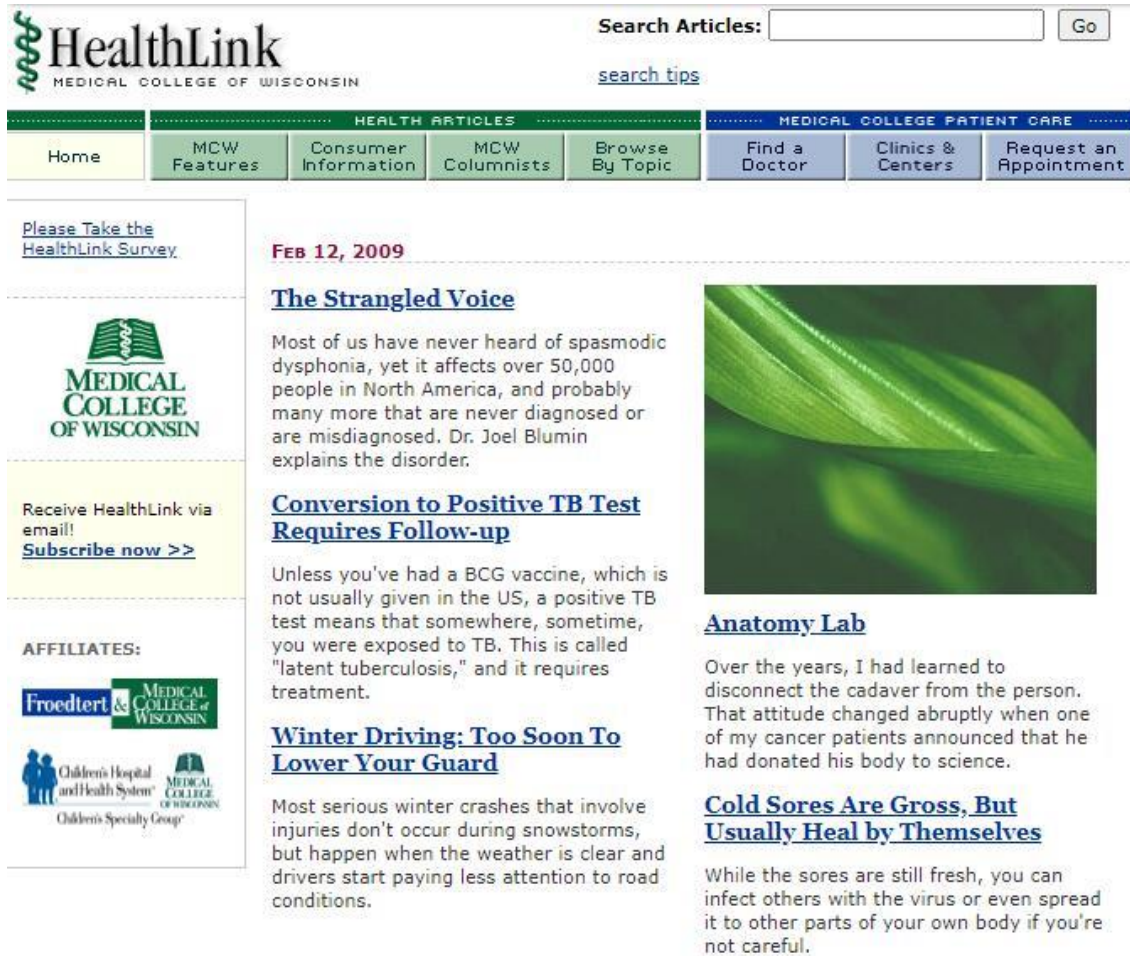 HealthLink
MEDICAL COLLEGE OF WISCONSIN
Search Articles:
Go
search tips
HEALTH ARTICLES
MEDICAL COLLEGE PATIENT CARE
Home
MCW
Features
Consumer
Information
MCW
Columnists
Browse
By Topic
Find a
Doctor
Clinics &
Centers
Request an
Appointment
Please Take the
HealthLink Survey
MEDICAL
COLLEGE
OF WISCONSIN
Receive HealthLink via
email!
Subscribe now >>
AFFILIATES:
Froedtert & MEDICAL
COLLEGE of
WISCONSIN
Children's Hospital
and Health System
MEDICAL
COLLEGE
OF WISCONSIN
Children's Specialty Group
FEB 12, 2009
The Strangled Voice
Most of us have never heard of spasmodic
dysphonia, yet it affects over 50,000
people in North America, and probably
many more that are never diagnosed or
are misdiagnosed. Dr. Joel Blumin
explains the disorder.
Conversion to Positive TB Test
Requires Follow-up
Unless you've had a BCG vaccine, which is
not usually given in the US, a positive TB
test means that somewhere, sometime,
you were exposed to TB. This is called
"latent tuberculosis," and it requires
treatment.
Winter Driving: Too Soon To
Lower Your Guard
Most serious winter crashes that involve
injuries don't occur during snowstorms,
but happen when the weather is clear and
drivers start paying less attention to road
conditions.
Anatomy Lab
Over the years, I had learned to
disconnect the cadaver from the person.
That attitude changed abruptly when one
of my cancer patients announced that he
had donated his body to science.
Cold Sores Are Gross, But
Usually Heal by Themselves
While the sores are still fresh, you can
infect others with the virus or even spread
it to other parts of your own body if you're
not careful.